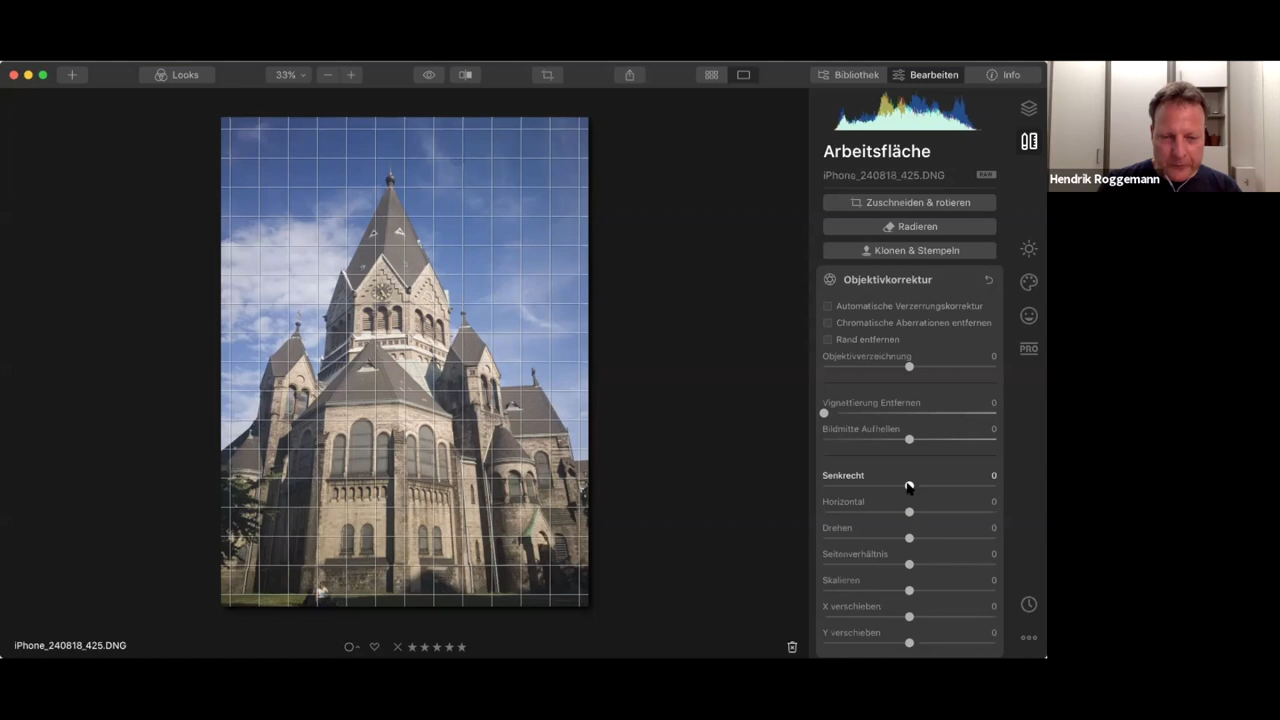 Looks
33%
Bibliothek
Bearbeiten
Info
Arbeitsfläche
iPhone_240818_425.DNG
RAW
Zuschneiden & rotieren
Radieren
Klonen & Stempeln
Objektivkorrektur
Automatische Verzerrungskorrektur
Chromatische Aberrationen entfernen
Rand entfernen
Objektivverzeichnung 0
Vignettierung Entfernen 0
Bildmitte Aufhellen 0
Senkrecht 0
Horizontal 0
Drehen 0
Seitenverhältnis 0
Skalieren 0
X verschieben 0
Y verschieben 0
PRO
iPhone_240818_425.DNG
Hendrik Roggemann